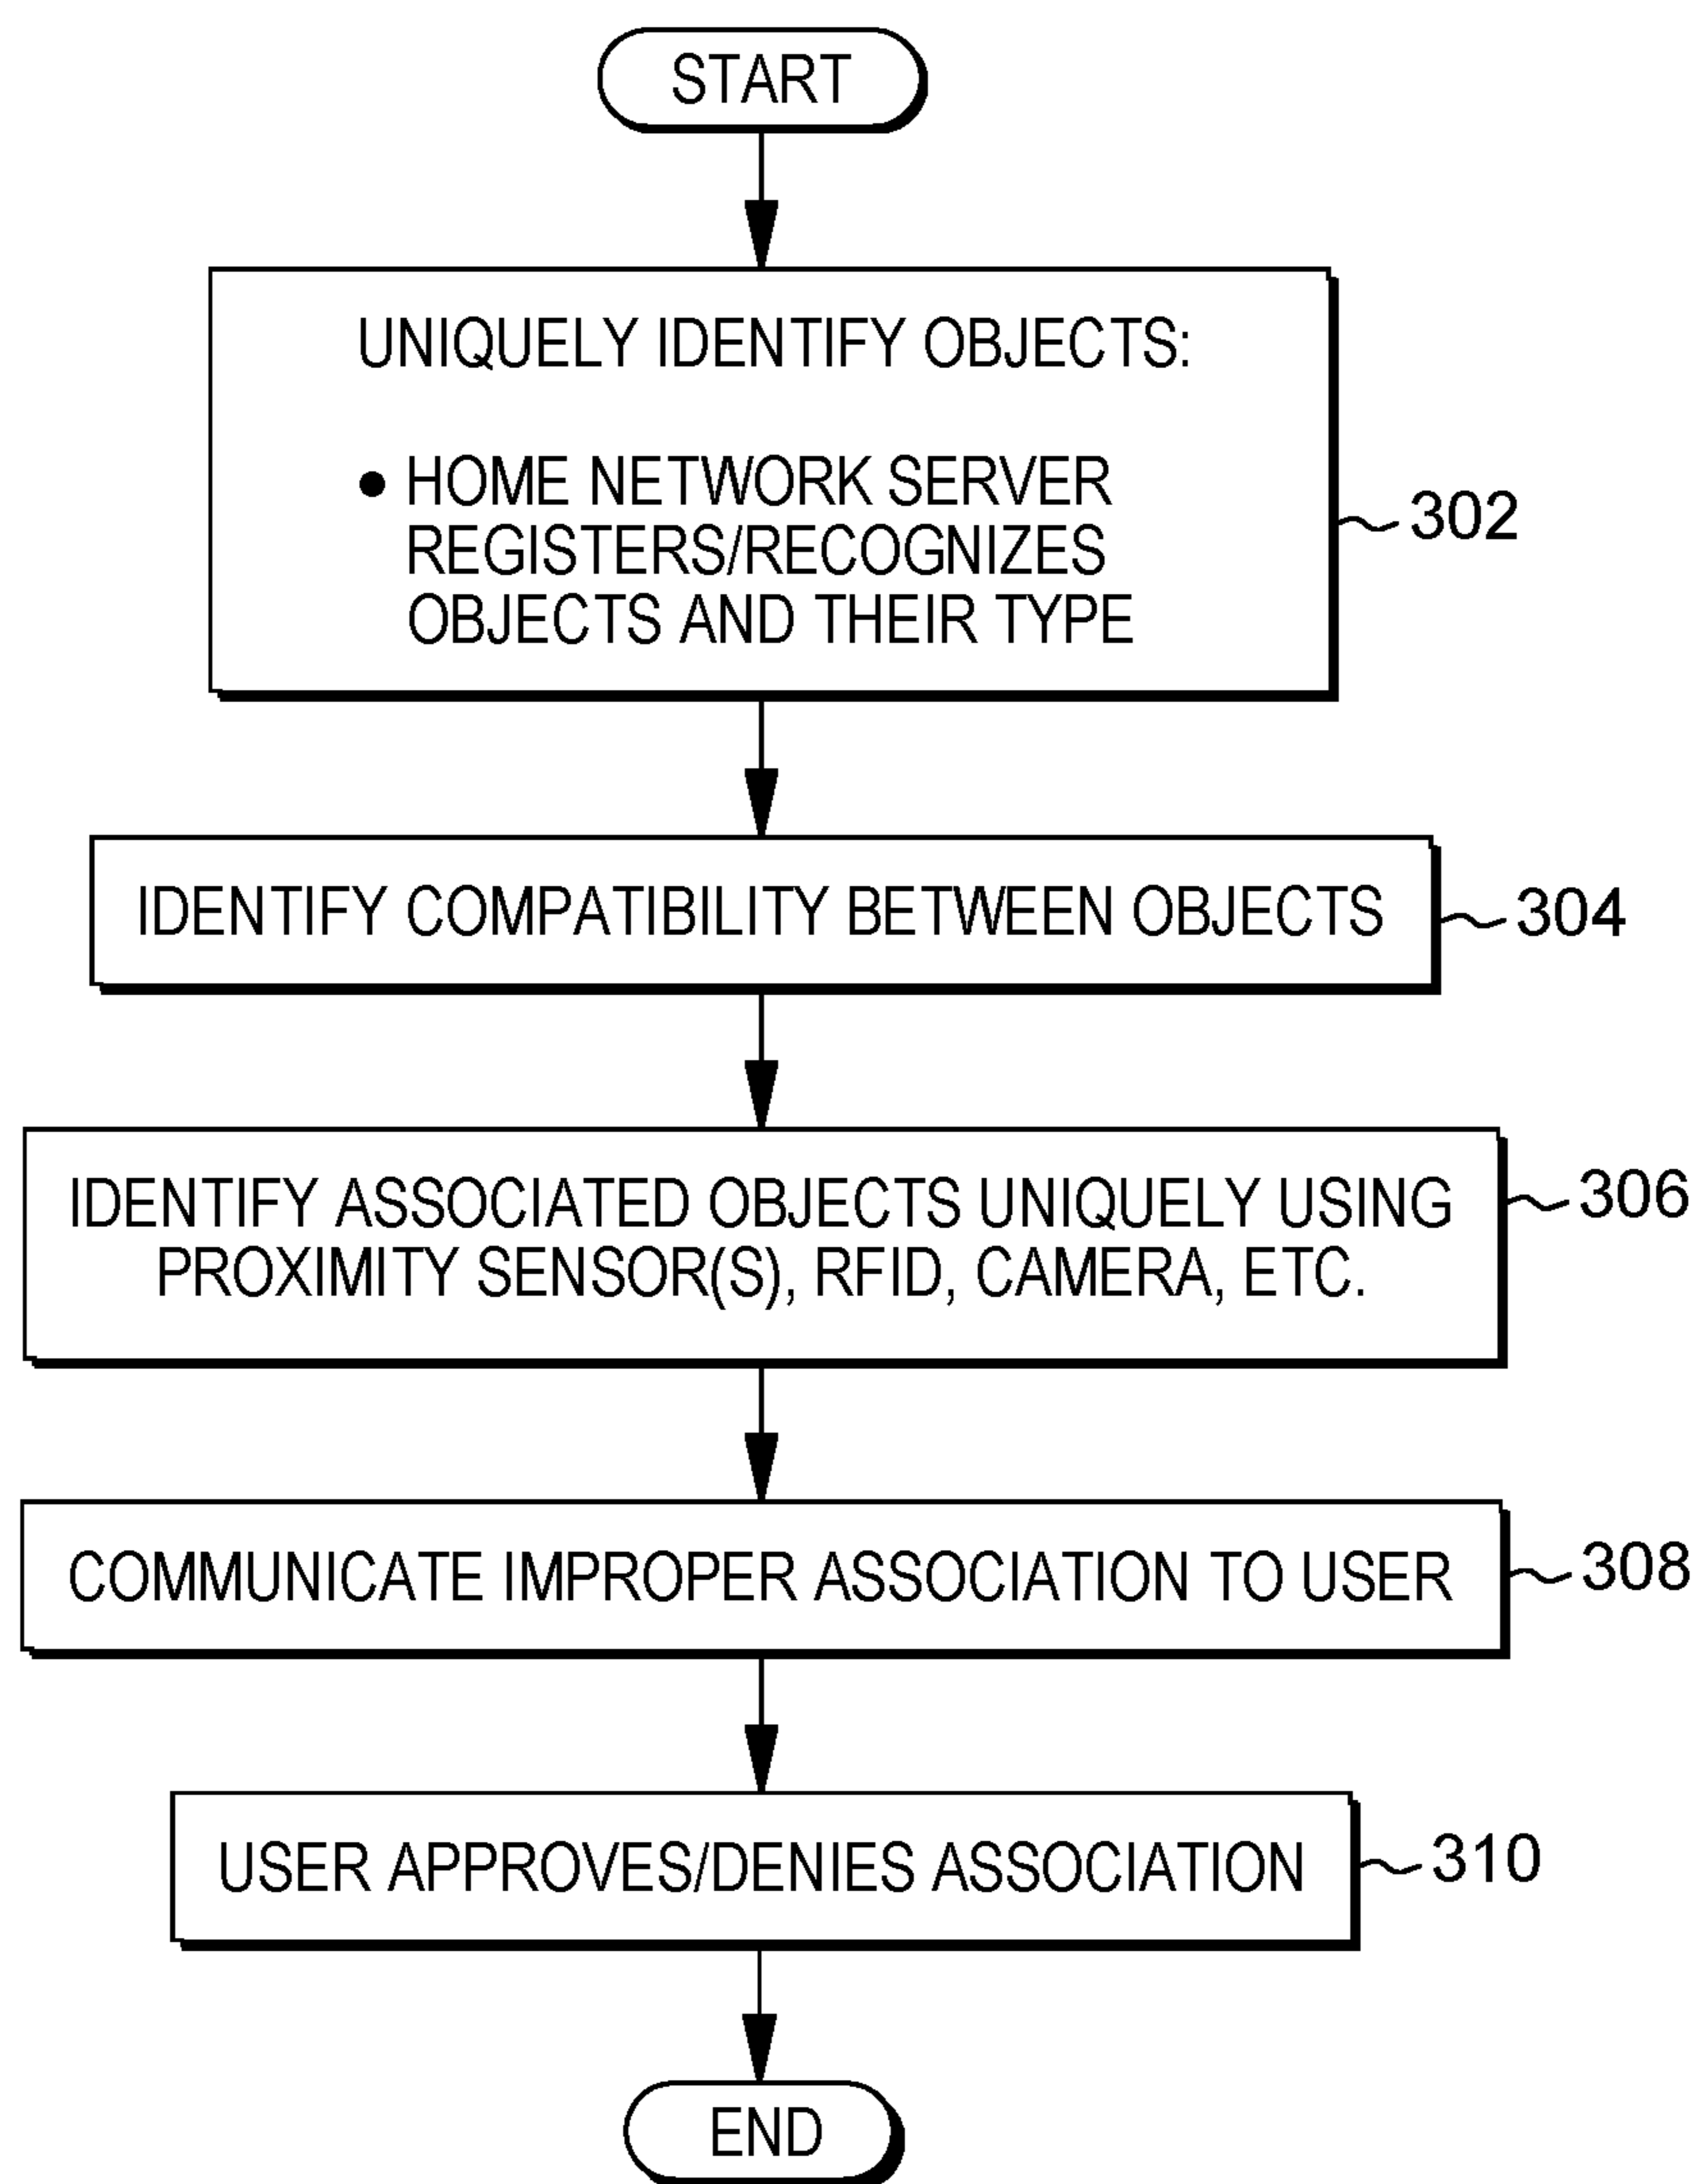 START
UNIQUELY IDENTIFY OBJECTS:
● HOME NETWORK SERVER
REGISTERS/RECOGNIZES
OBJECTS AND THEIR TYPE
302
IDENTIFY COMPATIBILITY BETWEEN OBJECTS
304
IDENTIFY ASSOCIATED OBJECTS UNIQUELY USING
PROXIMITY SENSOR(S), RFID, CAMERA, ETC.
306
COMMUNICATE IMPROPER ASSOCIATION TO USER
308
USER APPROVES/DENIES ASSOCIATION
310
END